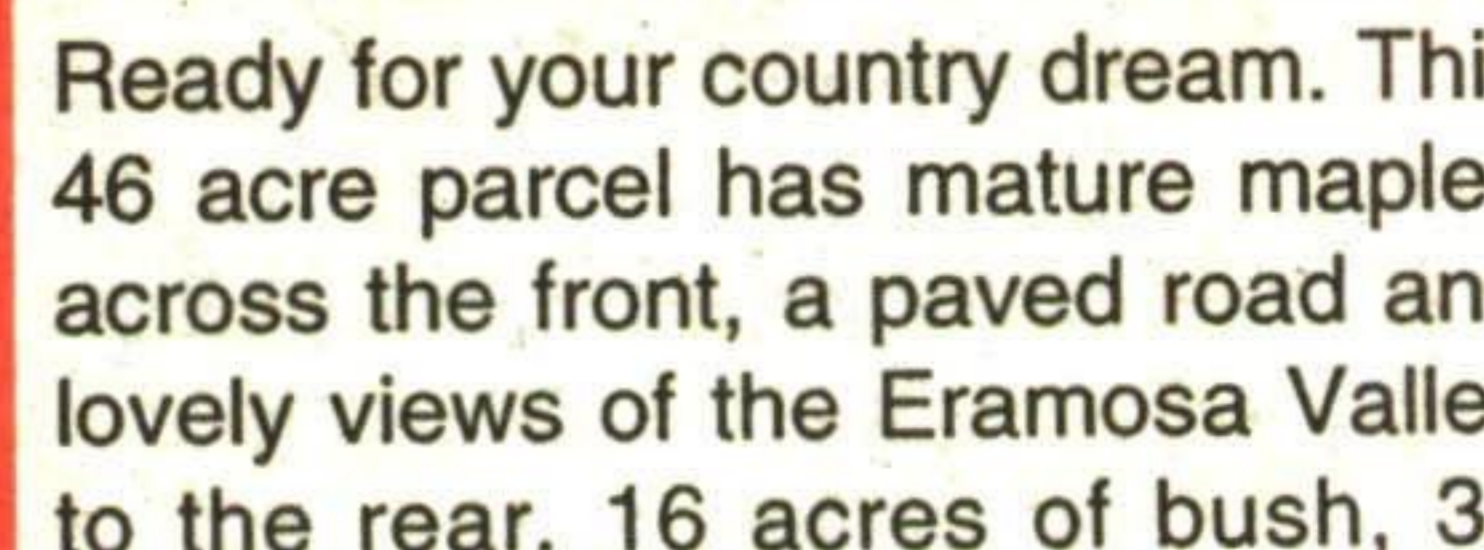 Ready for your country dream. Thi
46 acre parcel has mature maple
across the front, a paved road an
lovely views of the Eramosa Valle
to the rear. 16 acres of bush, 3